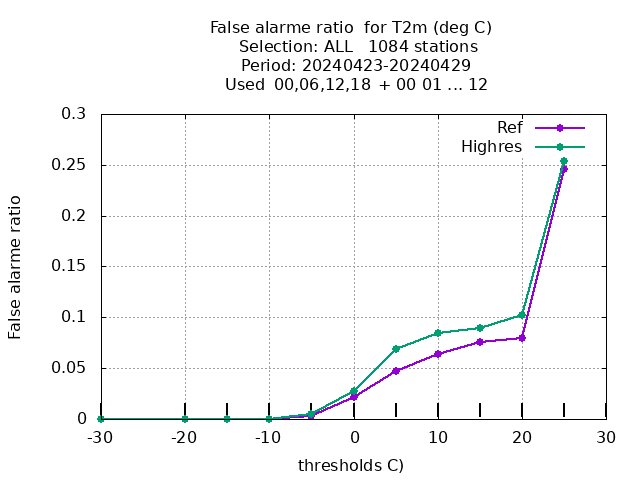 False alarme ratio  for T2m (deg C)
Selection: ALL   1084 stations
Period: 20240423-20240429
Used  00,06,12,18  + 00 01 ... 12
Ref
Highres
0.3
0.25
0.2
0.15
0.1
0.05
0
False alarme ratio
-30
-20
-10
0
10
20
30
thresholds C)